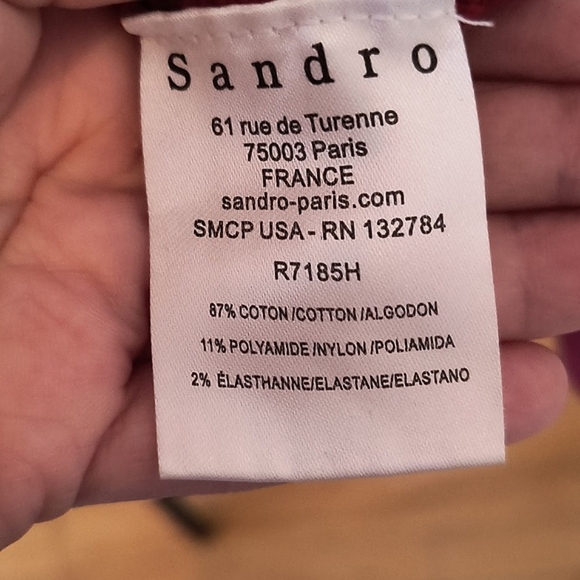 Sandro
61 rue de Turenne
75003 Paris
FRANCE
sandro-paris.com
SMCP USA - RN 132784
R7185H
87% COTON /COTTON /ALGODON
11% POLYAMIDE /NYLON /POLIAMIDA
2% ÉLASTHANNE/ELASTANE/ELASTANO